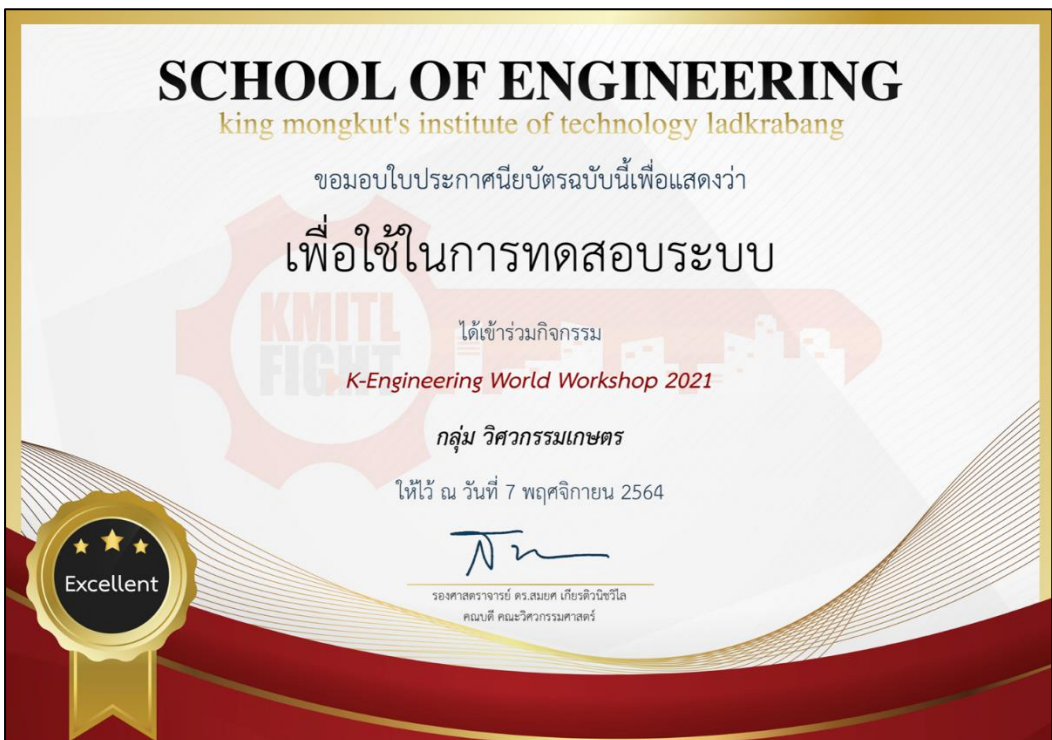 SCHOOL OF ENGINEERING
king mongkut's institute of technology ladkrabang
ขอมอบใบประกาศนียบัตรฉบับนี้เพื่อแสดงว่า
เพื่อใช้ในการทดสอบระบบ
KMITL
FIGHT
ได้เข้าร่วมกิจกรรม
K-Engineering World Workshop 2021
กลุ่ม วิศวกรรมเกษตร
ให้ไว้ ณ วันที่ 7 พฤศจิกายน 2564
Excellent
รองศาสตราจารย์ ดร.สมยศ เกียรติวนิชวิไล
คณบดี คณะวิศวกรรมศาสตร์